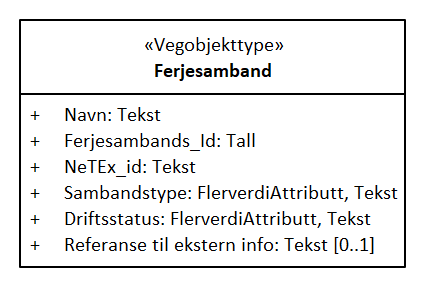 «Vegobjekttype»
Ferjesamband
+ Navn: Tekst
+ Ferjesambands_Id: Tall
+ NeTEx_id: Tekst
+ Sambandstype: FlerverdiAttributt, Tekst
+ Driftsstatus: FlerverdiAttributt, Tekst
+ Referanse til ekstern info: Tekst [0..1]